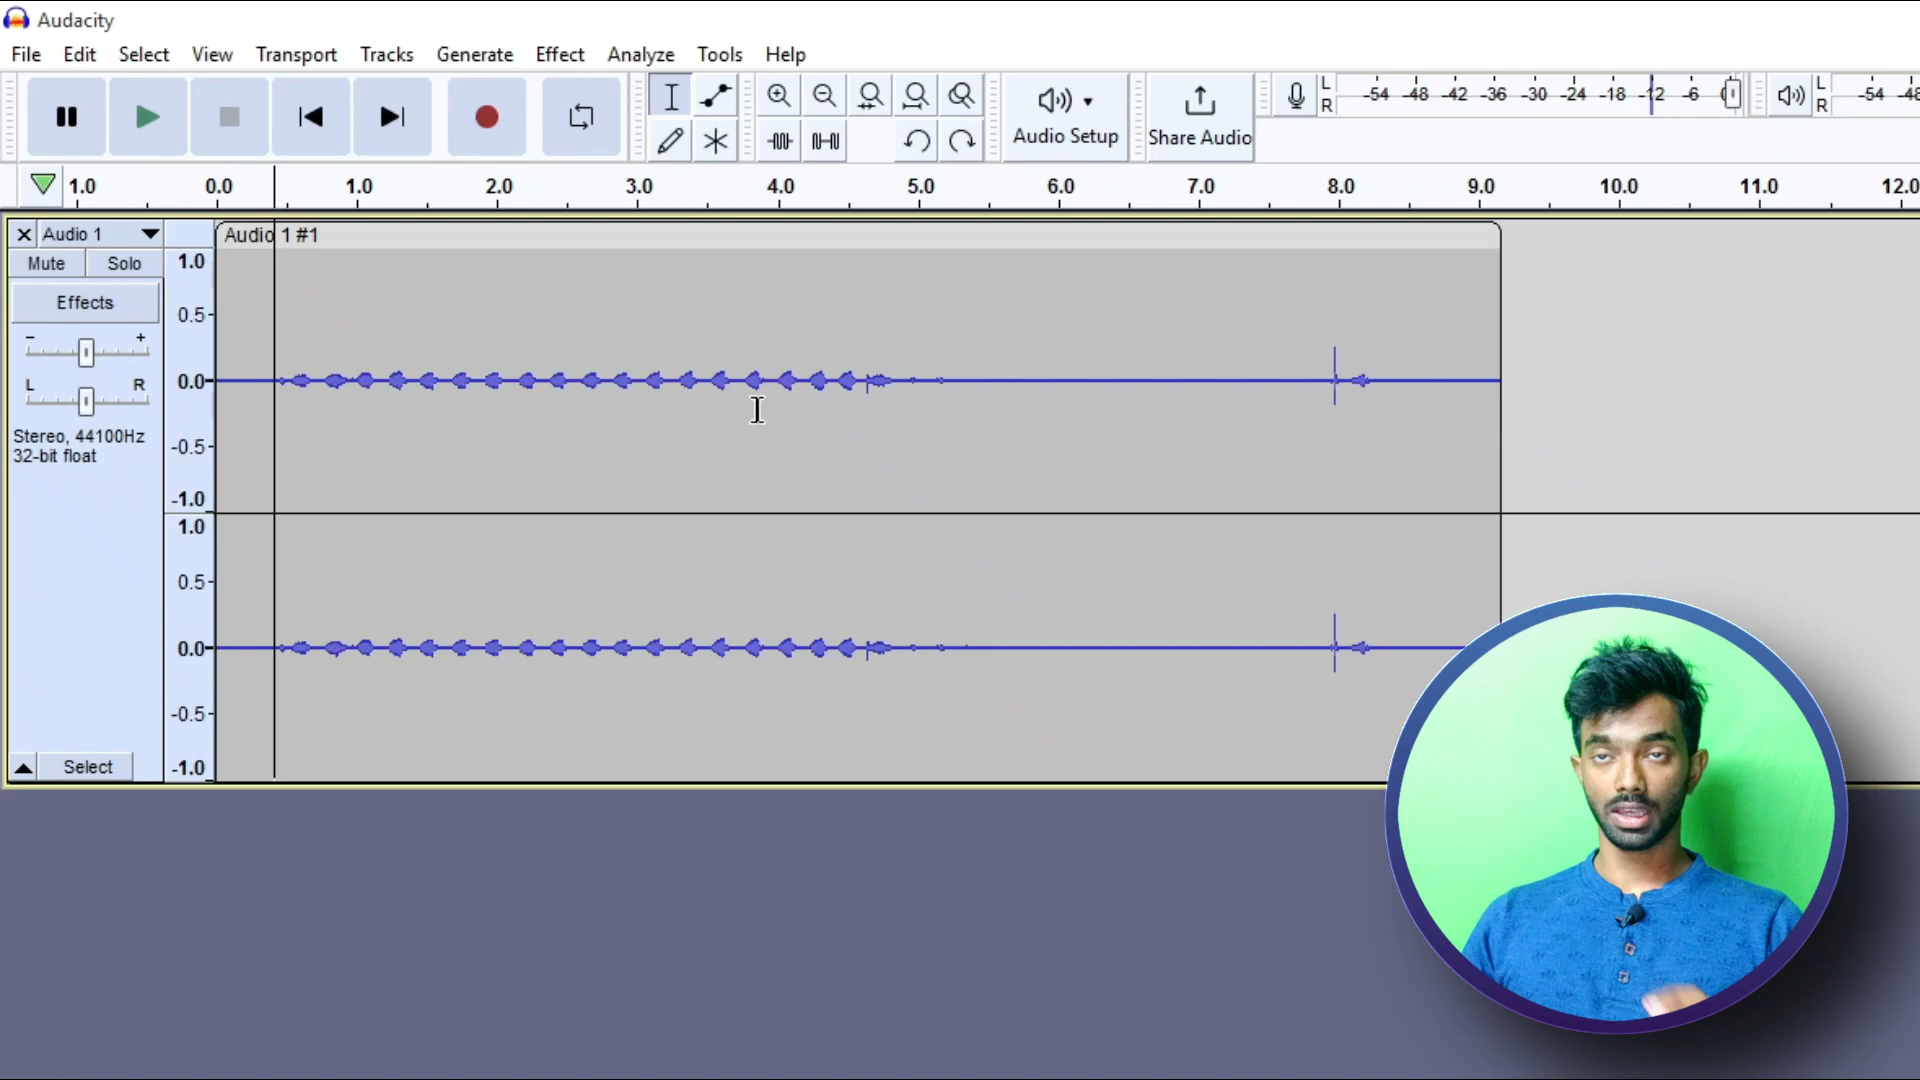 Audacity
File Edit Select View Transport Tracks Generate Effect Analyze Tools Help
L -54 -48 -42 -36 -30 -24 -18 -12 -6 L -54
R R
Audio Setup Share Audio
1.0 0.0 1.0 2.0 3.0 4.0 5.0 6.0 7.0 8.0 9.0 10.0 11.0 12.0
Audio 1 Audio 1 #1
Mute Solo 1.0
Effects
0.5-
- +
L R 0.0-
Stereo, 44100Hz -0.5-
32-bit float
-1.0
1.0
0.5-
0.0-
-0.5-
Select -1.0